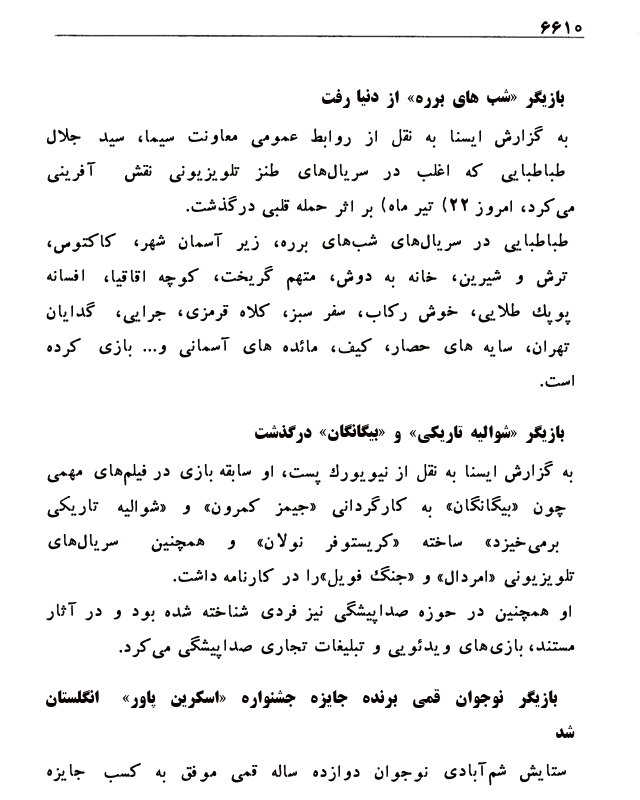 ۶۶۱۰
بازیگر «شب های برره» از دنیا رفت
به گزارش ایسنا به نقل از روابط عمومی معاونت سیما، سید جلال
طباطبایی که اغلب در سریال‌های طنز تلویزیونی نقش آفرینی
می‌کرد، امروز ۲۲) تیر ماه) بر اثر حمله قلبی درگذشت.
طباطبایی در سریال‌های شب‌های برره، زیر آسمان شهر، کاکتوس،
ترش و شیرین، خانه به دوش، متهم گریخت، کوچه اقاقیا، افسانه
پوپك طلایی، خوش رکاب، سفر سبز، کلاه قرمزی، جرایی، گدایان
تهران، سایه های حصار، کیف، مائده های آسمانی و... بازی کرده
است.
بازیگر «شوالیه تاریکی» و «بیگانگان» درگذشت
به گزارش ایسنا به نقل از نیویورك پست، او سابقه بازی در فیلم‌های مهمی
چون «بیگانگان» به کارگردانی «جیمز کمرون» و «شوالیه تاریکی
برمی‌خیزد» ساخته «کریستوفر نولان» و همچنین سریال‌های
تلویزیونی «امردال» و «جنگ فویل»را در کارنامه داشت.
او همچنین در حوزه صداپیشگی نیز فردی شناخته شده بود و در آثار
مستند، بازی‌های ویدئویی و تبلیغات تجاری صداپیشگی می‌کرد.
بازیگر نوجوان قمی برنده جایزه جشنواره «اسکرین پاور» انگلستان
شد
ستایش شم‌آبادی نوجوان دوازده ساله قمی موفق به کسب جایزه